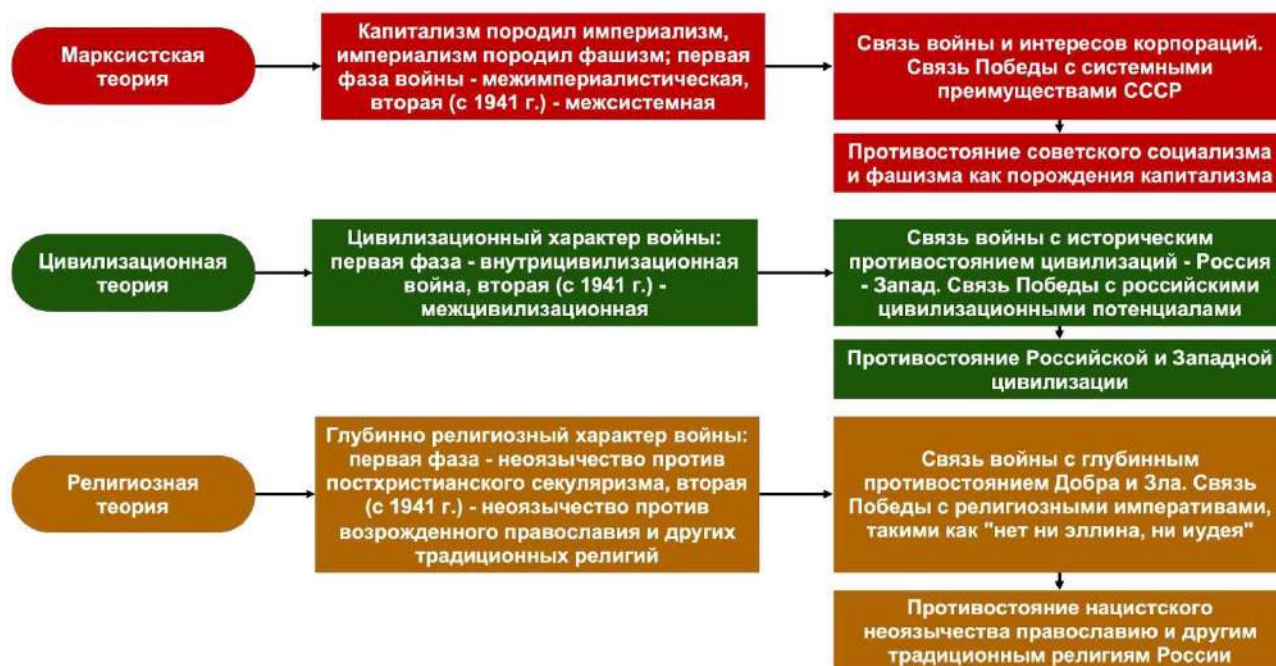 Марксистская
теория
Капитализм породил империализм,
империализм породил фашизм; первая
фаза войны - межимпериалистическая,
вторая (с 1941 г.) - межсистемная
Связь войны и интересов корпораций.
Связь Победы с системными
преимуществами СССР
Противостояние советского социализма
и фашизма как порождения капитализма
Цивилизационная
теория
Цивилизационный характер войны:
первая фаза - внутрицивилизационная
война, вторая (с 1941 г.) -
межцивилизационная
Связь войны с историческим
противостоянием цивилизаций - Россия
- Запад. Связь Победы с российскими
цивилизационными потенциалами
Противостояние Российской и Западной
цивилизации
Религиозная
теория
Глубинно религиозный характер войны:
первая фаза - неоязычество против
постхристианского секуляризма, вторая
(с 1941 г.) - неоязычество против
возрожденного православия и других
традиционных религий
Связь войны с глубинным
противостоянием Добра и Зла. Связь
Победы с религиозными императивами,
такими как "нет ни эллина, ни иудея"
Противостояние нацистского
неоязычества православию и другим
традиционным религиям России